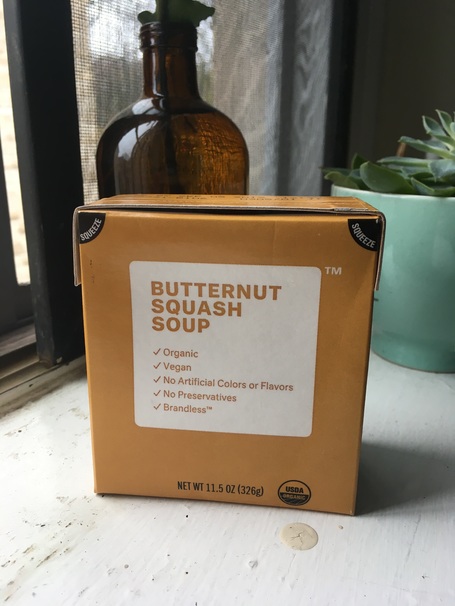 SQUEEZE
SQUEEZE
TM
BUTTERNUT
SQUASH
SOUP
✓ Organic
✓ Vegan
✓ No Artificial Colors or Flavors
✓ No Preservatives
✓ Brandless™
NET WT 11.5 OZ (326g)
USDA
ORGANIC